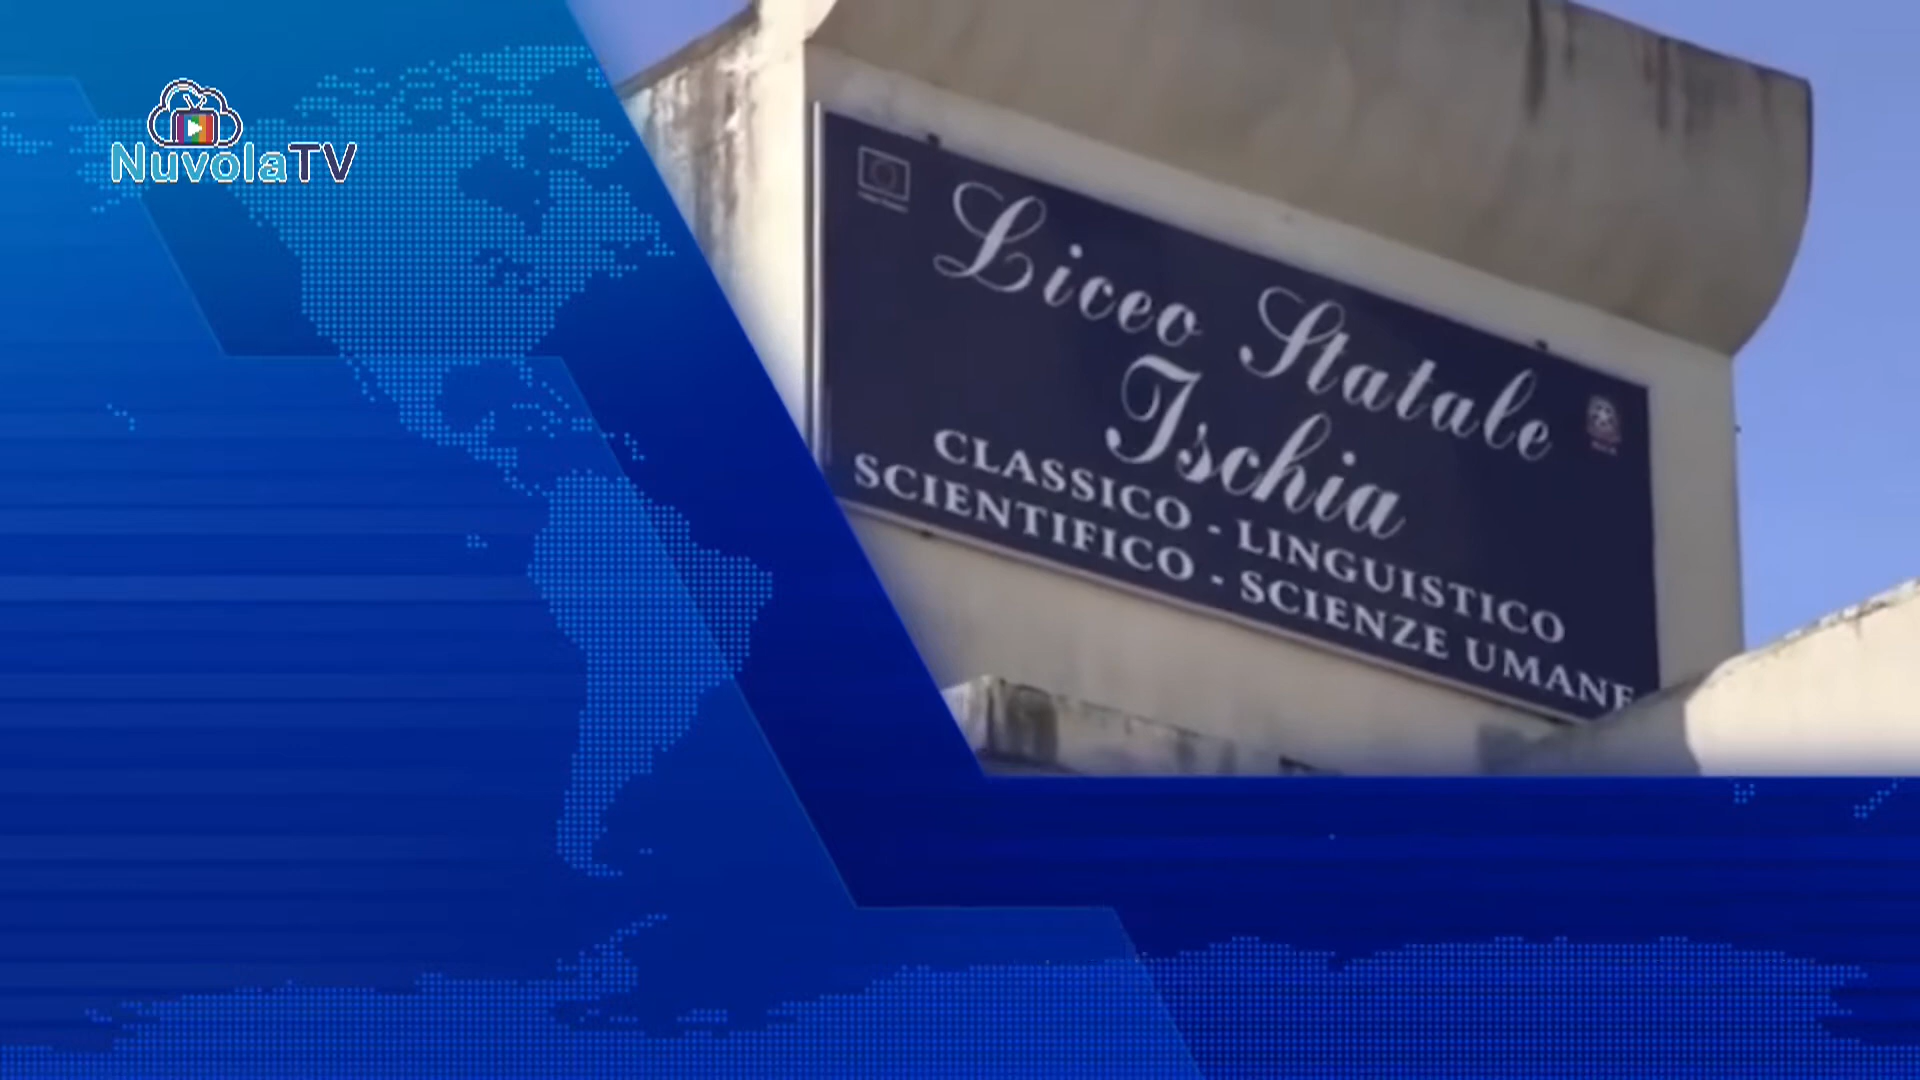 NuvolaTV
Liceo Statale
Ischia
CLASSICO - LINGUISTICO
SCIENTIFICO - SCIENZE UMANE